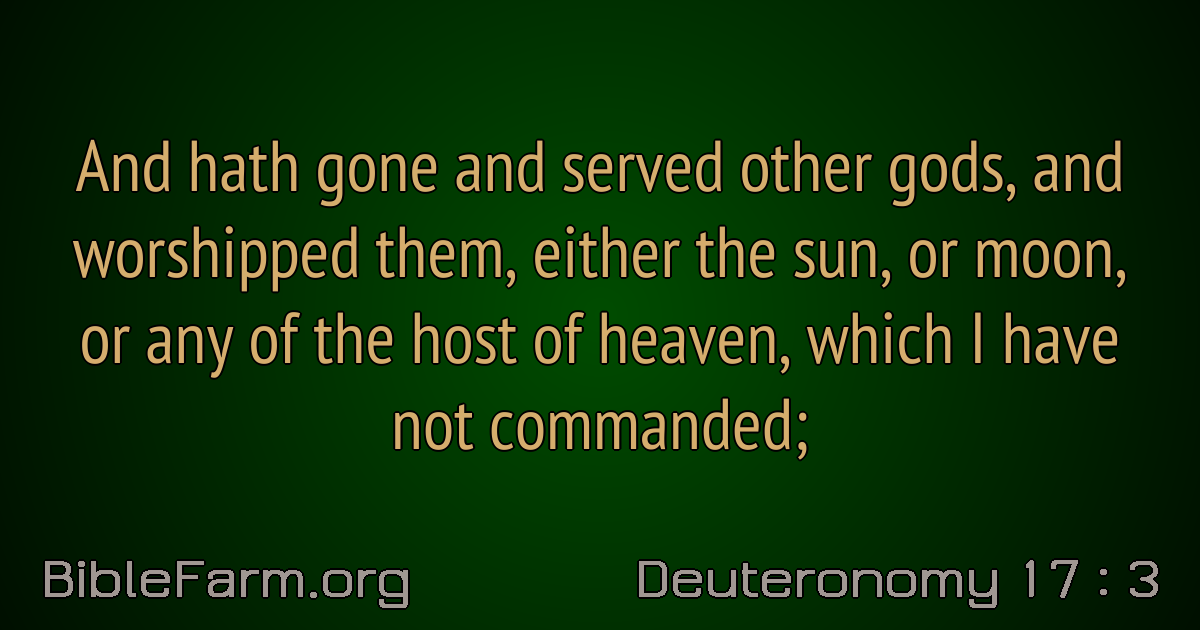 And hath gone and served other gods, and
worshipped them, either the sun, or moon,
or any of the host of heaven, which I have
not commanded;
BibleFarm.org
Deuteronomy 17 : 3